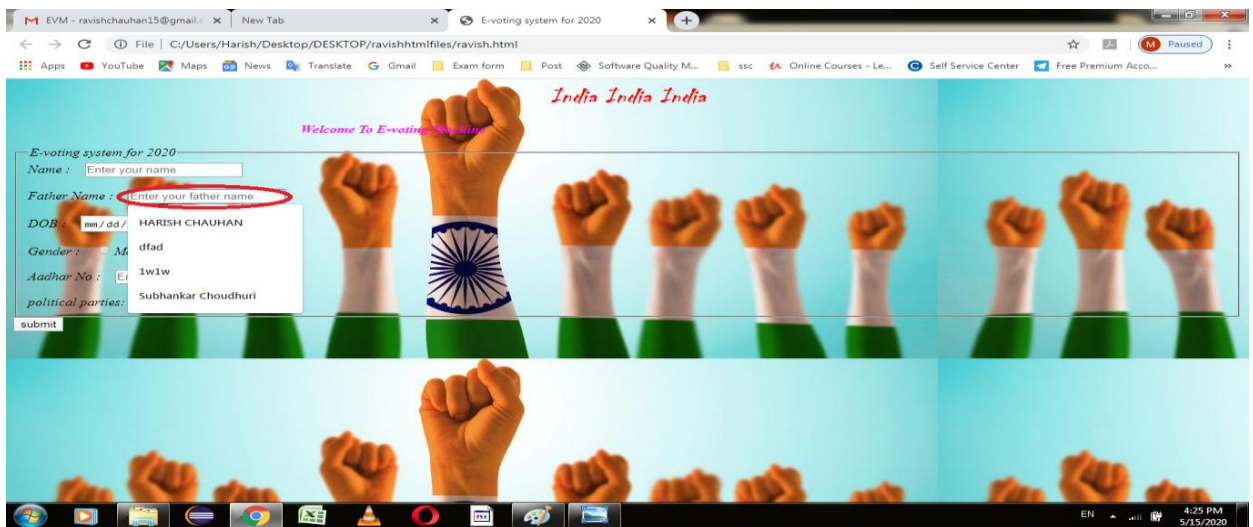 EVM - ravishchauhan15@gmail.c
New Tab
E-voting system for 2020
File | C:/Users/Harish/Desktop/DESKTOP/ravishhtmlfiles/ravish.html
M Paused
Apps YouTube Maps News Translate Gmail Exam form Post Software Quality M... ssc Online Courses - Le... Self Service Center Free Premium Acco... »
India India India
Welcome To E-voting Machine
E-voting system for 2020
Name : Enter your name
Father Name : Enter your father name
DOB : mm / dd /
HARISH CHAUHAN
dfad
Gender : M
1w1w
Aadhar No : E
Subhankar Choudhuri
political parties:
submit
EN
4:25 PM
5/15/2020